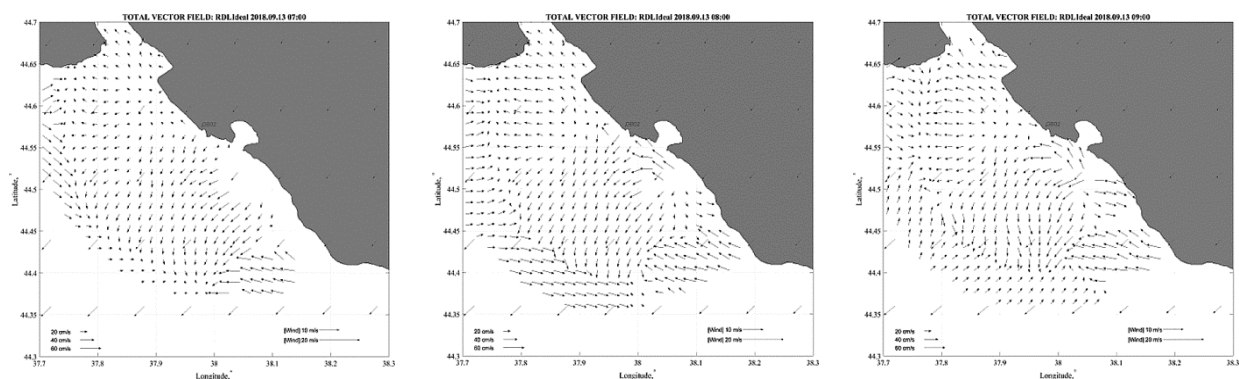 TOTAL VECTOR FIELD: RDLIdeal 2018.09.13 07:00
44.7
44.65
44.6
44.55
44.5
44.45
44.4
44.35
44.3
Latitude,°
20 cm/s
40 cm/s
60 cm/s
[Wind] 10 m/s
[Wind] 20 m/s
37.7 37.8 37.9 38 38.1 38.2 38.3
Longitude,°
TOTAL VECTOR FIELD: RDLIdeal 2018.09.13 08:00
44.7
44.65
44.6
44.55
44.5
44.45
44.4
44.35
44.3
Latitude,°
20 cm/s
40 cm/s
60 cm/s
[Wind] 10 m/s
[Wind] 20 m/s
37.7 37.8 37.9 38 38.1 38.2 38.3
Longitude,°
TOTAL VECTOR FIELD: RDLIdeal 2018.09.13 09:00
44.7
44.65
44.6
44.55
44.5
44.45
44.4
44.35
44.3
Latitude,°
20 cm/s
40 cm/s
60 cm/s
[Wind] 10 m/s
[Wind] 20 m/s
37.7 37.8 37.9 38 38.1 38.2 38.3
Longitude,°